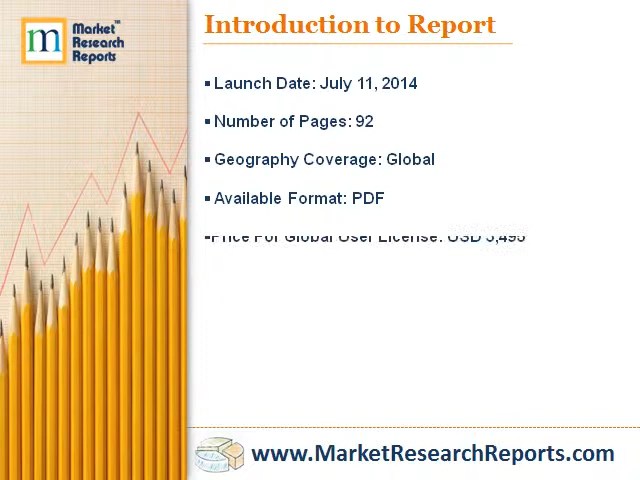 Market Research Reports™
Introduction to Report
Launch Date: July 11, 2014
Number of Pages: 92
Geography Coverage: Global
Available Format: PDF
Price For Global User License: USD
www.MarketResearchReports.com